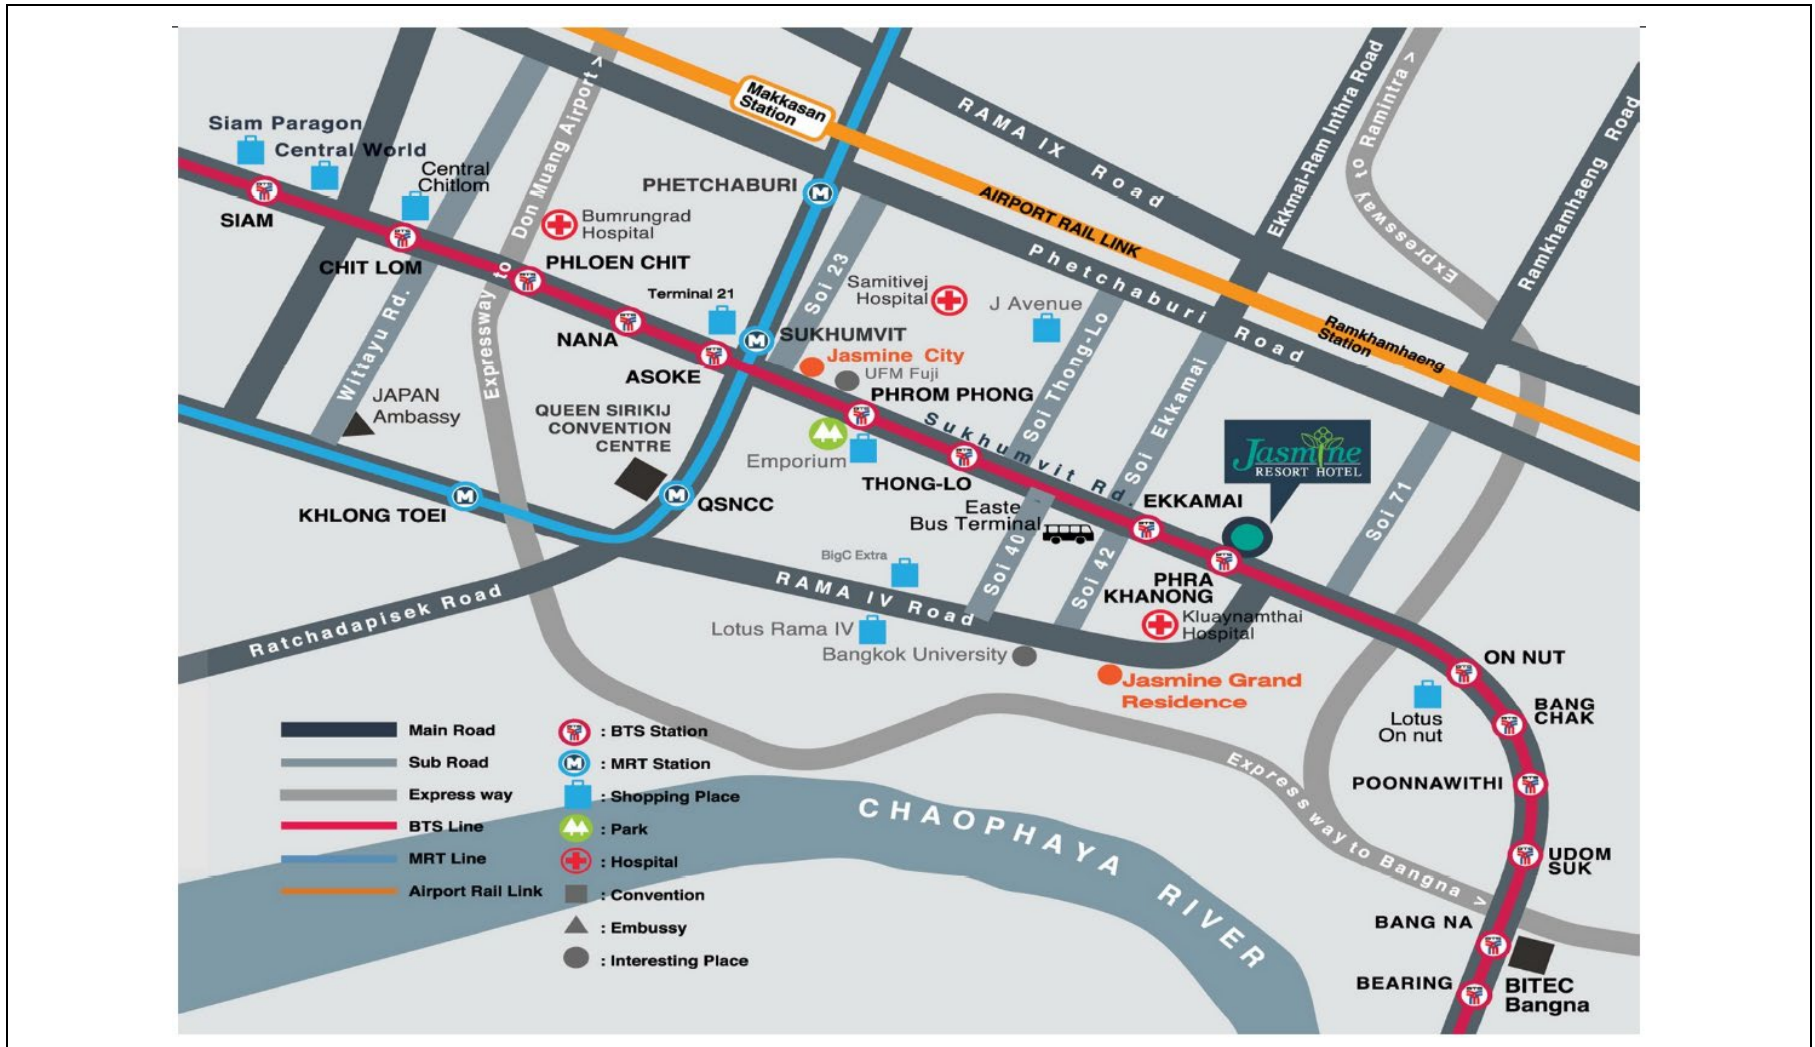 Siam Paragon
Central World
Central
Chitlom
SIAM
CHIT LOM
Wittayu Rd.
Expressway to Don Muang Airport >
Bumrungrad
Hospital
PHLOEN CHIT
NANA
Terminal 21
ASOKE
Makkasan
Station
PHETCHABURI
SUKHUMVIT
Soi 23
RAMA IX Road
AIRPORT RAIL LINK
Phetchaburi Road
Ekkmai-Ram Inthra Road
Expressway to Ramintra >
Ramkhamhaeng Road
Ramkhamhaeng
Station
Samitivej
Hospital
J Avenue
Jasmine City
UFM Fuji
PHROM PHONG
Emporium
Sukhumvit Rd.
Soi Thong-Lo
Soi Ekkamai
THONG-LO
JAPAN
Ambassy
QUEEN SIRIKIJ
CONVENTION
CENTRE
KHLONG TOEI
QSNCC
Easte
Bus Terminal
EKKAMAI
Jasmine
RESORT HOTEL
Soi 71
Soi 40
Soi 42
BigC Extra
RAMA IV Road
Ratchadapisek Road
PHRA
KHANONG
Kluaynamthai
Hospital
Lotus Rama IV
Bangkok University
Jasmine Grand
Residence
ON NUT
Lotus
On nut
BANG
CHAK
POONNAWITHI
UDOM
SUK
Express way to Bangna >
BANG NA
BEARING
BITEC
Bangna
CHAOPHAYA RIVER
Main Road
Sub Road
Express way
BTS Line
MRT Line
Airport Rail Link
: BTS Station
: MRT Station
: Shopping Place
: Park
: Hospital
: Convention
: Embussy
: Interesting Place